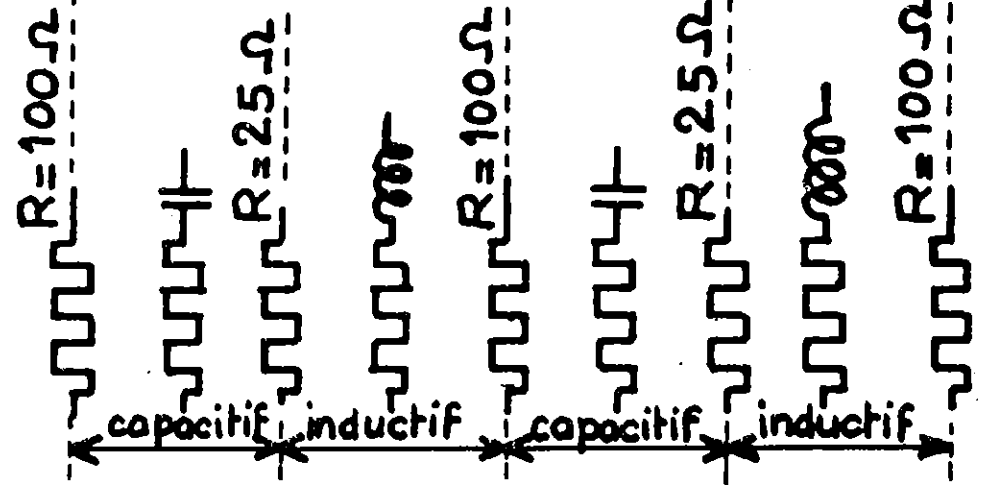 R=100Ω
R=25Ω
R=100Ω
R=25Ω
R=100Ω
capacitif inductif capacitif inductif